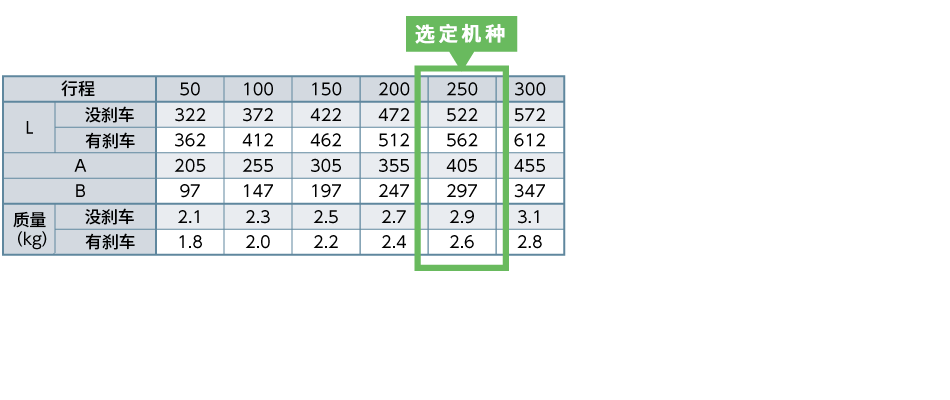 选定机种
行程 50 100 150 200 250 300
L 没刹车 322 372 422 472 522 572
有刹车 362 412 462 512 562 612
A 205 255 305 355 405 455
B 97 147 197 247 297 347
质量(kg) 没刹车 2.1 2.3 2.5 2.7 2.9 3.1
有刹车 1.8 2.0 2.2 2.4 2.6 2.8